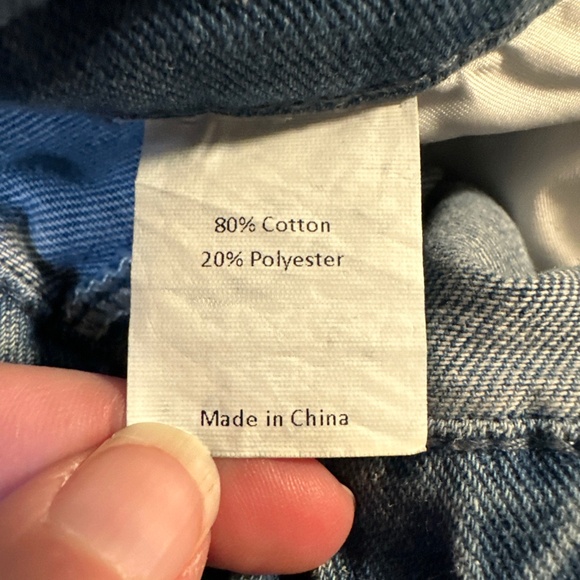 80% Cotton
20% Polyester
Made in China